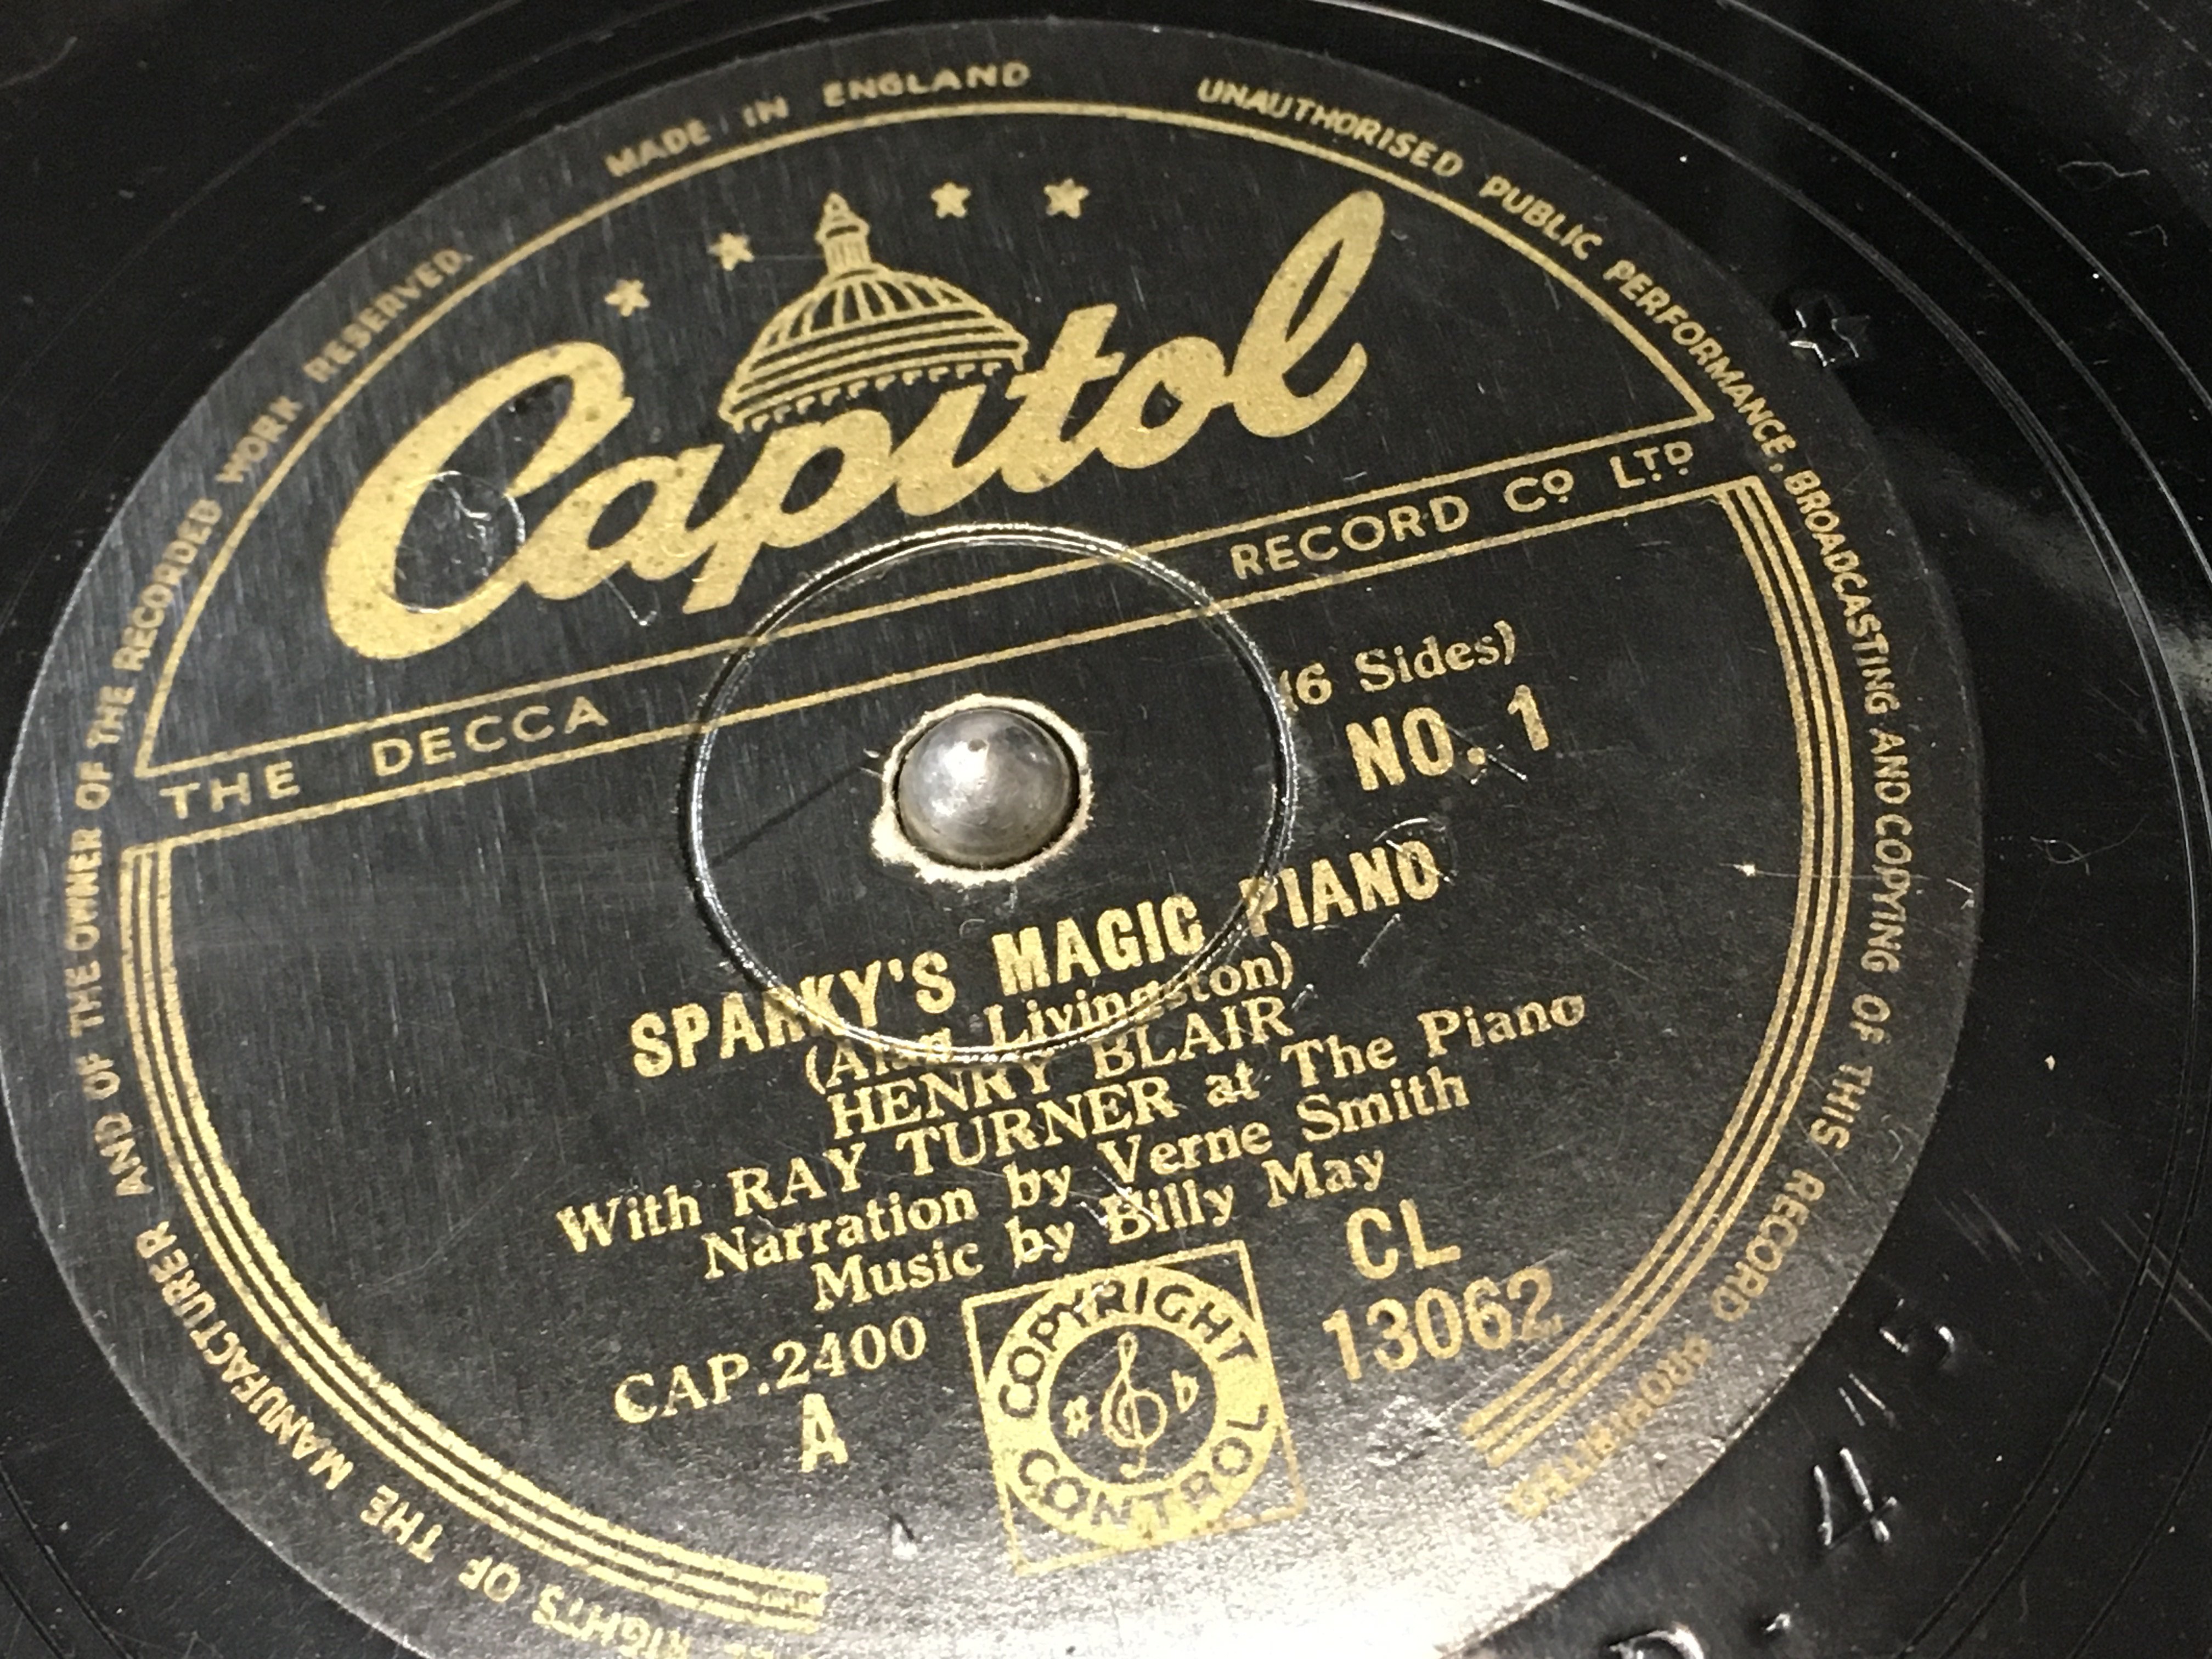 MADE IN ENGLAND
UNAUTHORISED PUBLIC PERFORMANCE, BROADCASTING AND COPYING OF THIS RECORD PROHIBITED
RIGHTS OF THE MANUFACTURER AND OF THE OWNER OF THE RECORDED WORK RESERVED.
Capitol
THE DECCA RECORD CO LTD
(6 Sides)
NO. 1
SPARKY'S MAGIC PIANO
(Alan Livingston)
HENRY BLAIR
With RAY TURNER at The Piano
Narration by Verne Smith
Music by Billy May
CAP.2400
A
COPYRIGHT
CONTROL
CL
13062